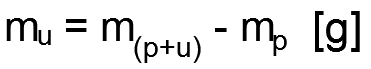 mu = m(p+u) - mp [g]